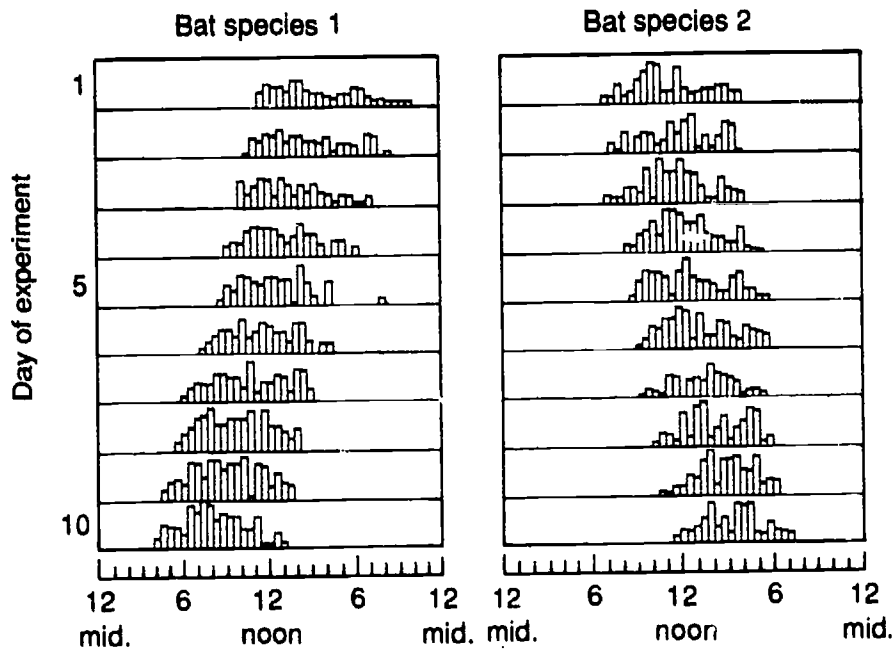 Bat species 1
Bat species 2
Day of experiment
1
5
10
12 6 12 6 12 12 6 12 6 12
mid. noon mid. mid. noon mid.